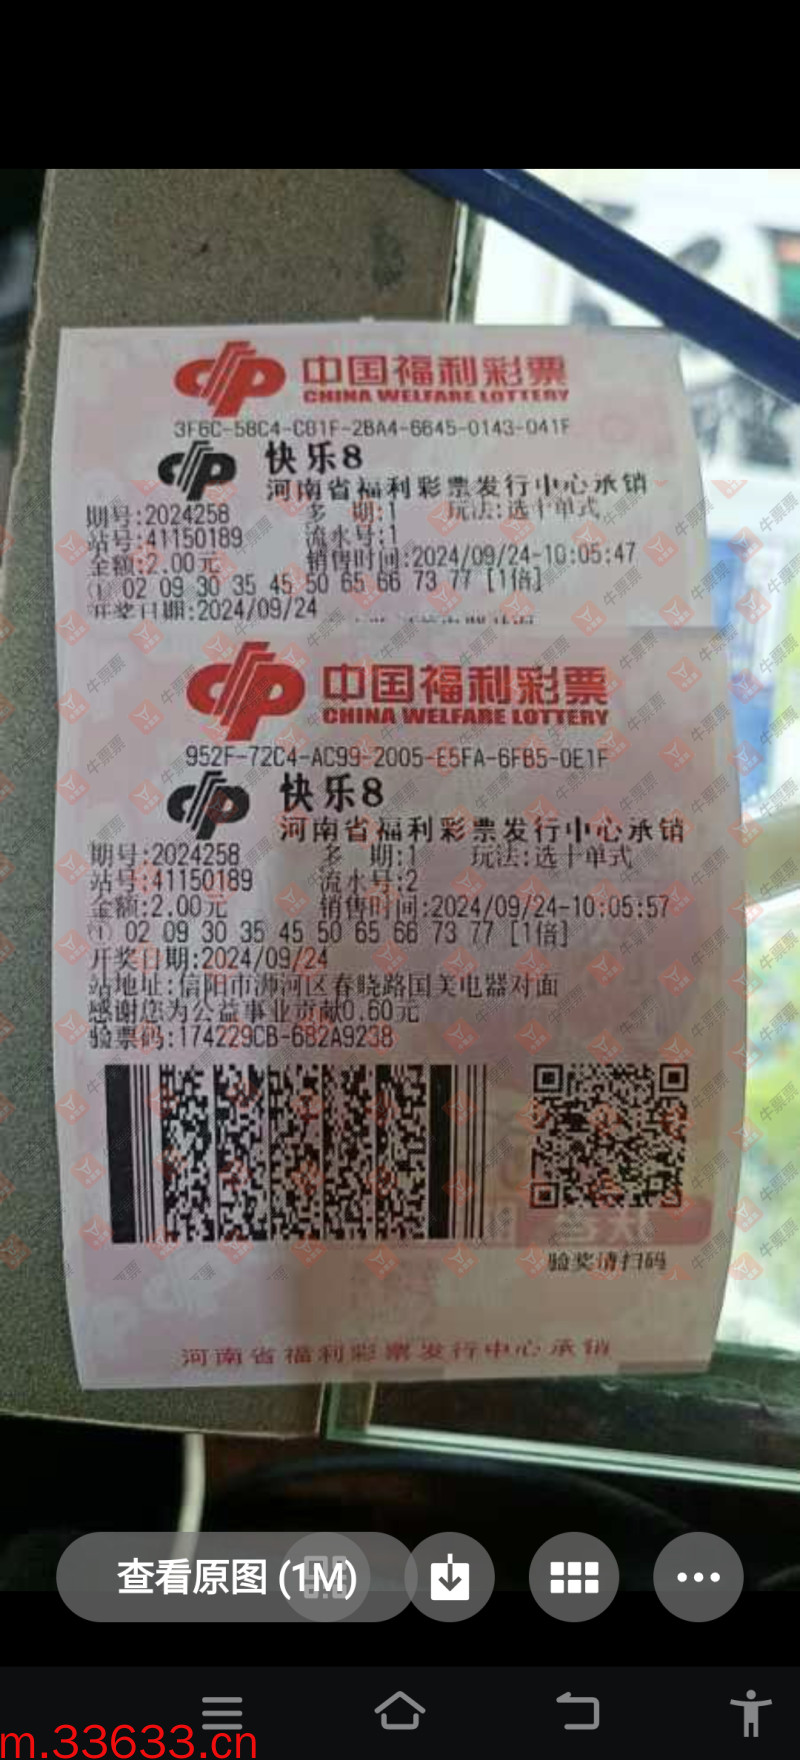 中国福利彩票
CHINA WELFARE LOTTERY
3F6C-58C4-C81F-2BA4-6645-0143-041F
快乐8
河南省福利彩票发行中心承销
期号:2024258 多 期:1 玩法:选十单式
站号:41150189 流水号:1
金额:2.00元 销售时间:2024/09/24-10:05:47
① 02 09 30 35 45 50 65 66 73 77 [1倍]
开奖日期:2024/09/24
中国福利彩票
CHINA WELFARE LOTTERY
952F-72C4-AC99-2005-E5FA-6FB5-0E1F
快乐8
河南省福利彩票发行中心承销
期号:2024258 多 期:1 玩法:选十单式
站号:41150189 流水号:2
金额:2.00元 销售时间:2024/09/24-10:05:57
① 02 09 30 35 45 50 65 66 73 77 [1倍]
开奖日期:2024/09/24
站地址:信阳市浉河区春晓路国美电器对面
感谢您为公益事业贡献0.60元
验票码:174229CB-682A9238
验奖请扫码
河南省福利彩票发行中心承销
牛票票
查看原图 (1M)
m.33633.cn